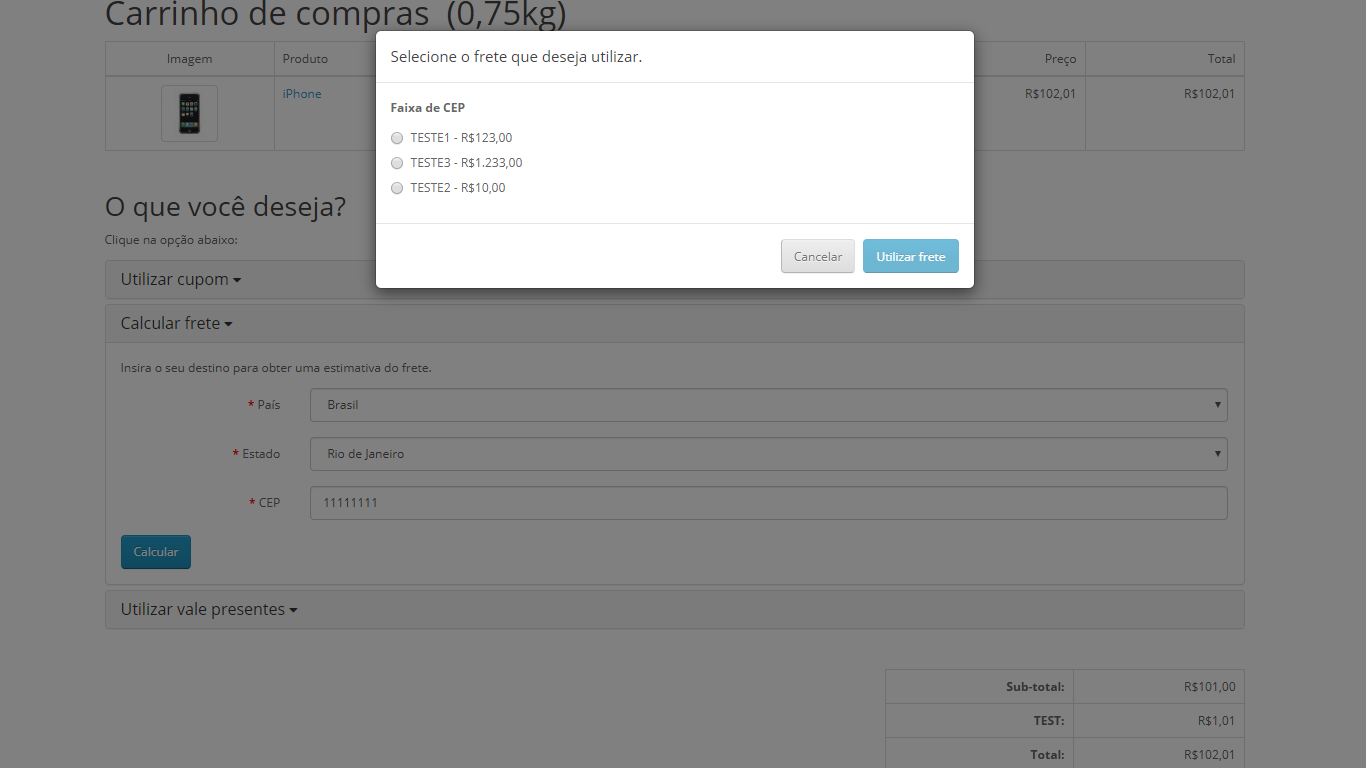 Carrinho de compras (0,75kg)
Imagem Produto Preço Total
iPhone R$102,01 R$102,01
Selecione o frete que deseja utilizar.
Faixa de CEP
TESTE1 - R$123,00
TESTE3 - R$1.233,00
TESTE2 - R$10,00
Cancelar Utilizar frete
O que você deseja?
Clique na opção abaixo:
Utilizar cupom
Calcular frete
Insira o seu destino para obter uma estimativa do frete.
* País Brasil
* Estado Rio de Janeiro
* CEP 11111111
Calcular
Utilizar vale presentes
Sub-total: R$101,00
TEST: R$1,01
Total: R$102,01